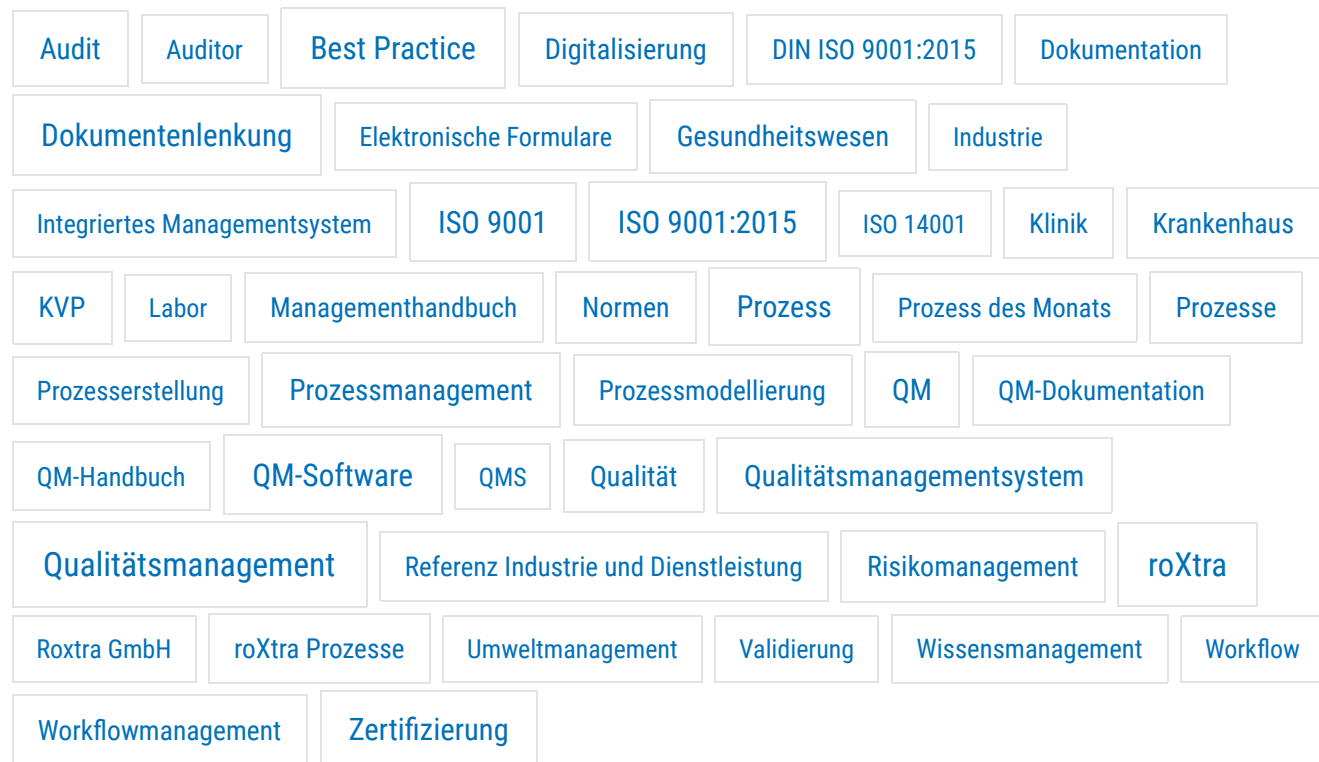 Audit Auditor Best Practice Digitalisierung DIN ISO 9001:2015 Dokumentation
Dokumentenlenkung Elektronische Formulare Gesundheitswesen Industrie
Integriertes Managementsystem ISO 9001 ISO 9001:2015 ISO 14001 Klinik Krankenhaus
KVP Labor Managementhandbuch Normen Prozess Prozess des Monats Prozesse
Prozesserstellung Prozessmanagement Prozessmodellierung QM QM-Dokumentation
QM-Handbuch QM-Software QMS Qualität Qualitätsmanagementsystem
Qualitätsmanagement Referenz Industrie und Dienstleistung Risikomanagement roXtra
Roxtra GmbH roXtra Prozesse Umweltmanagement Validierung Wissensmanagement Workflow
Workflowmanagement Zertifizierung